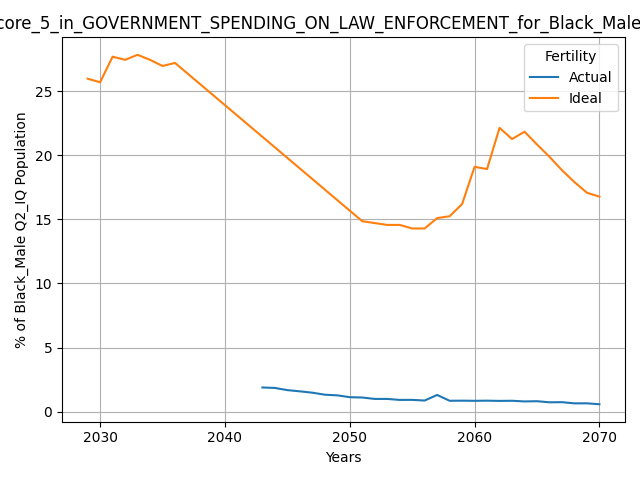 core_5_in_GOVERNMENT_SPENDING_ON_LAW_ENFORCEMENT_for_Black_Male
Fertility
Actual
Ideal
% of Black_Male Q2_IQ Population
25
20
15
10
5
0
2030 2040 2050 2060 2070
Years